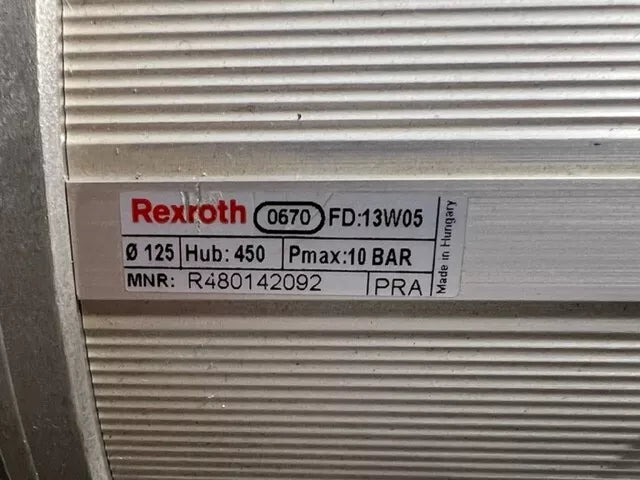 Rexroth 0670 FD:13W05
Ø 125 Hub: 450 Pmax:10 BAR
MNR: R480142092 PRA
Made in Hungary